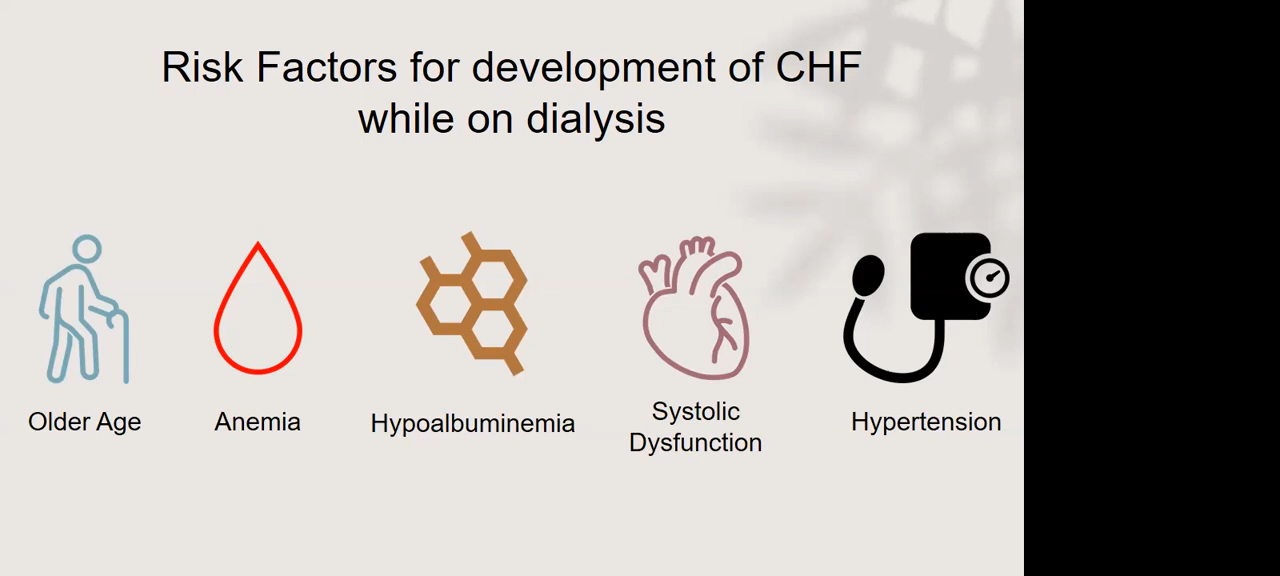 Risk Factors for development of CHF
while on dialysis
Older Age
Anemia
Hypoalbuminemia
Systolic
Dysfunction
Hypertension